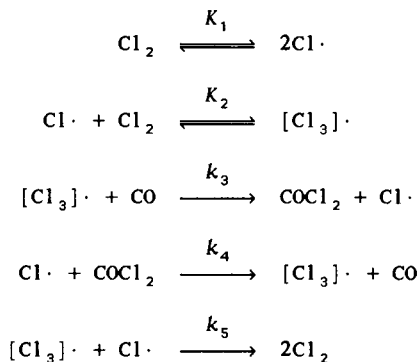 K₁
Cl₂ ⇌ 2Cl·
K₂
Cl· + Cl₂ ⇌ [Cl₃]·
k₃
[Cl₃]· + CO ⟶ COCl₂ + Cl·
k₄
Cl· + COCl₂ ⟶ [Cl₃]· + CO
k₅
[Cl₃]· + Cl· ⟶ 2Cl₂